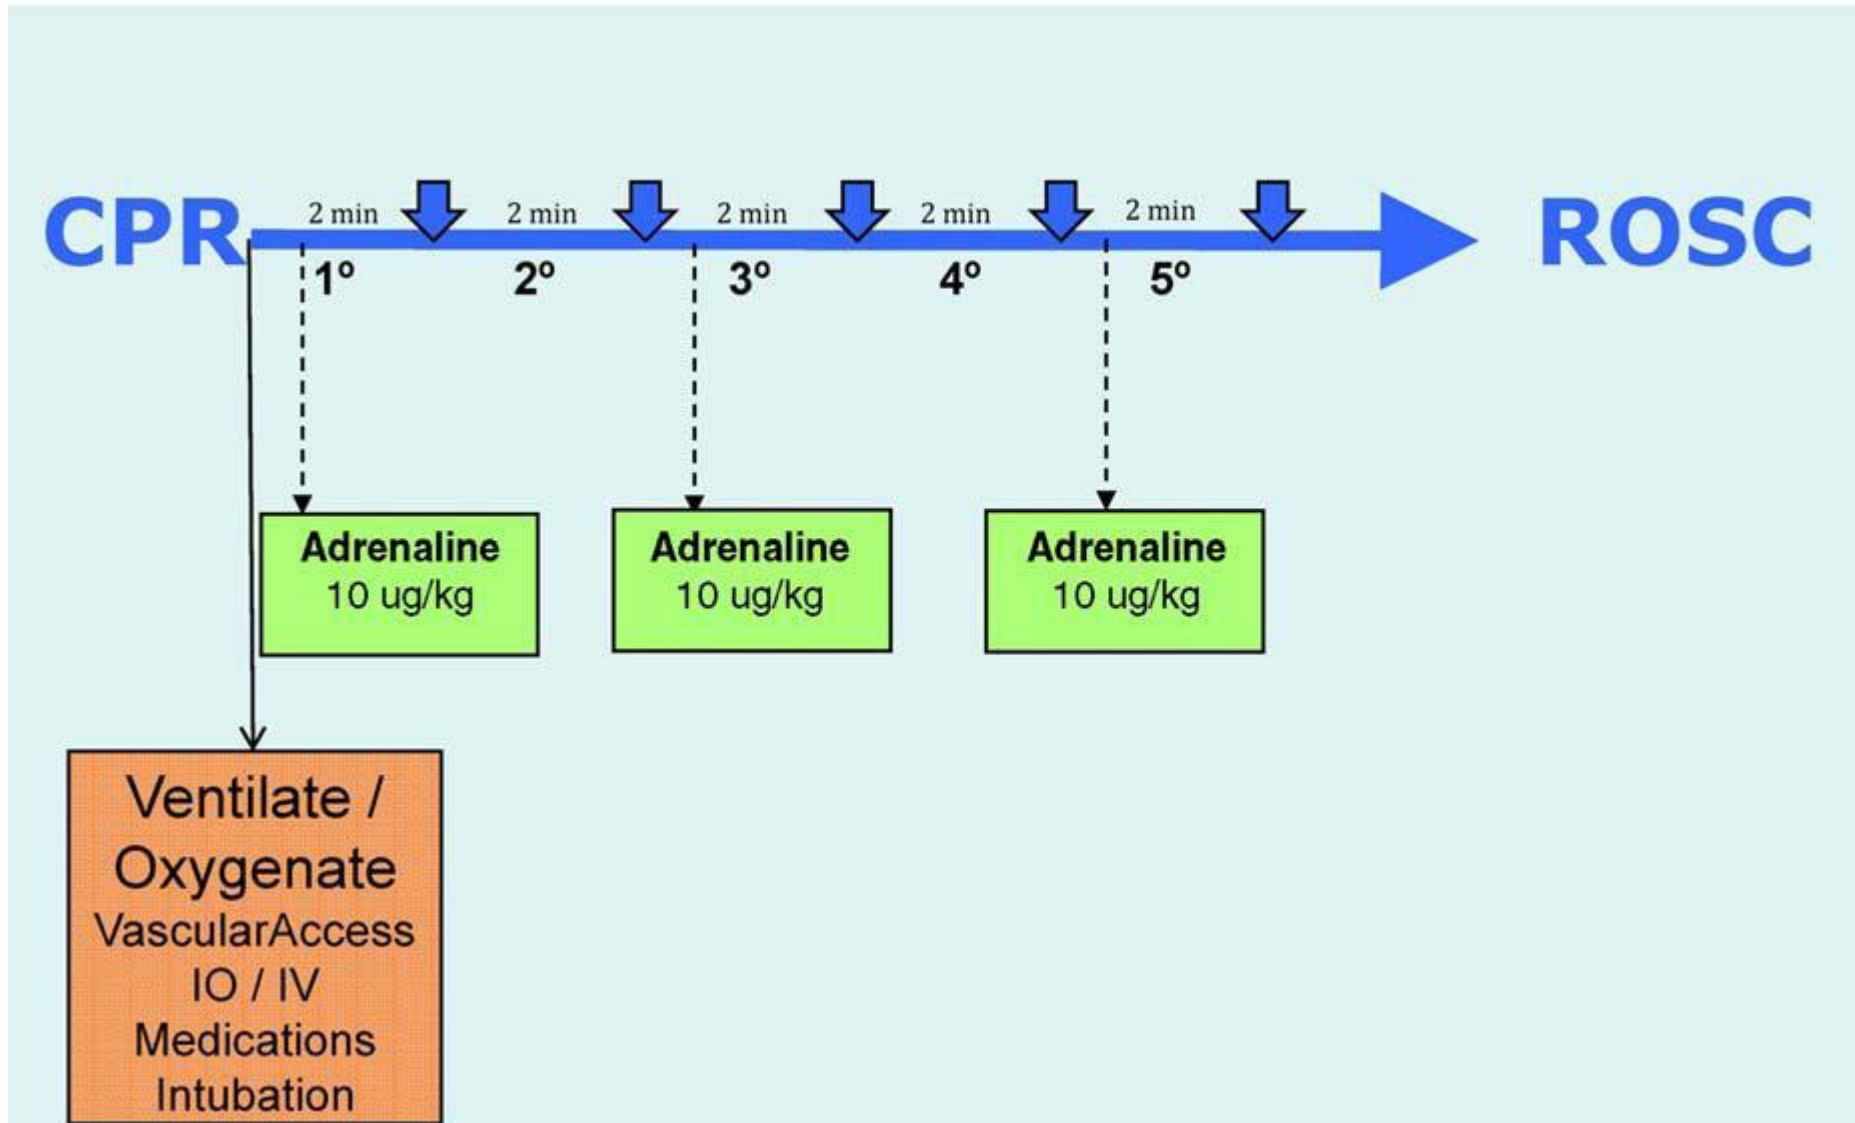 CPR
2 min
2 min
2 min
2 min
2 min
ROSC
1º
2º
3º
4º
5º
Adrenaline
10 ug/kg
Adrenaline
10 ug/kg
Adrenaline
10 ug/kg
Ventilate /
Oxygenate
VascularAccess
IO / IV
Medications
Intubation